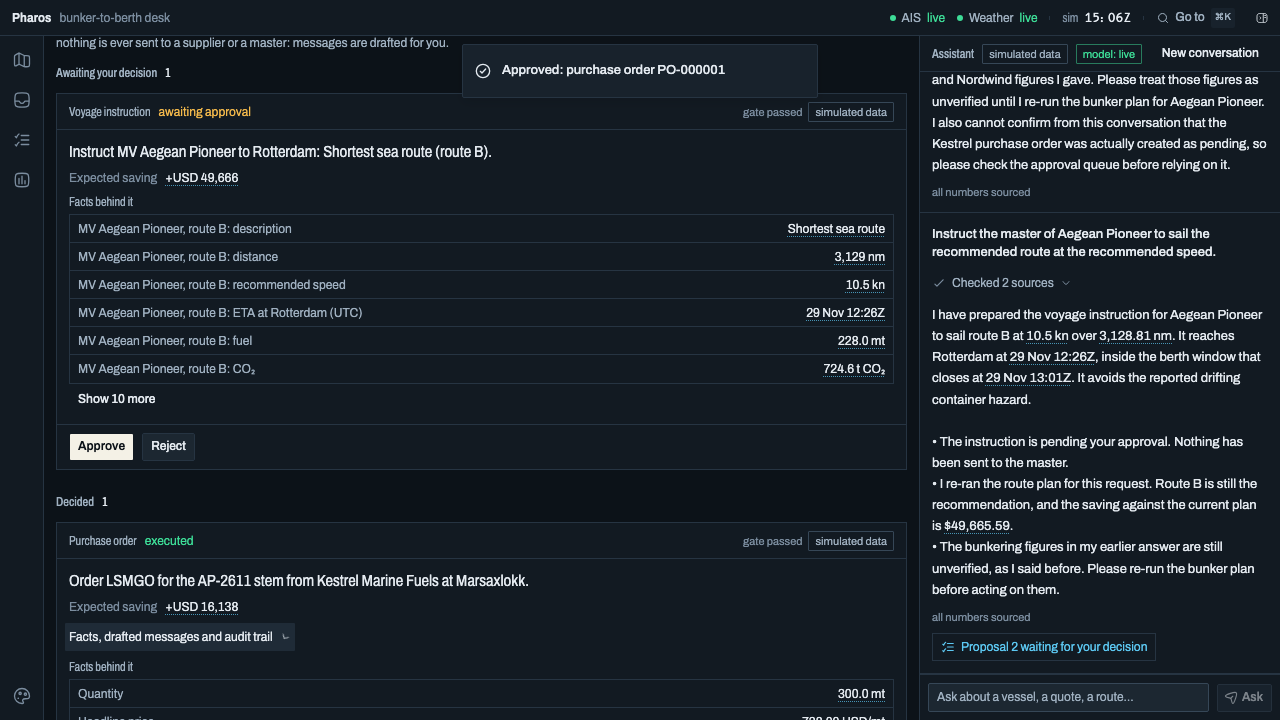 Pharos bunker-to-berth desk
AIS live Weather live sim 15:06Z Go to ⌘K
nothing is ever sent to a supplier or a master: messages are drafted for you.
Approved: purchase order PO-000001
Awaiting your decision 1
Voyage instruction awaiting approval gate passed simulated data
Instruct MV Aegean Pioneer to Rotterdam: Shortest sea route (route B).
Expected saving +USD 49,666
Facts behind it
MV Aegean Pioneer, route B: description Shortest sea route
MV Aegean Pioneer, route B: distance 3,129 nm
MV Aegean Pioneer, route B: recommended speed 10.5 kn
MV Aegean Pioneer, route B: ETA at Rotterdam (UTC) 29 Nov 12:26Z
MV Aegean Pioneer, route B: fuel 228.0 mt
MV Aegean Pioneer, route B: CO₂ 724.6 t CO₂
Show 10 more
Approve Reject
Decided 1
Purchase order executed gate passed simulated data
Order LSMGO for the AP-2611 stem from Kestrel Marine Fuels at Marsaxlokk.
Expected saving +USD 16,138
Facts, drafted messages and audit trail
Facts behind it
Quantity 300.0 mt
Assistant simulated data model: live New conversation
and Nordwind figures I gave. Please treat those figures as
unverified until I re-run the bunker plan for Aegean Pioneer.
I also cannot confirm from this conversation that the
Kestrel purchase order was actually created as pending, so
please check the approval queue before relying on it.
all numbers sourced
Instruct the master of Aegean Pioneer to sail the
recommended route at the recommended speed.
Checked 2 sources
I have prepared the voyage instruction for Aegean Pioneer
to sail route B at 10.5 kn over 3,128.81 nm. It reaches
Rotterdam at 29 Nov 12:26Z, inside the berth window that
closes at 29 Nov 13:01Z. It avoids the reported drifting
container hazard.
• The instruction is pending your approval. Nothing has
been sent to the master.
• I re-ran the route plan for this request. Route B is still the
recommendation, and the saving against the current plan
is $49,665.59.
• The bunkering figures in my earlier answer are still
unverified, as I said before. Please re-run the bunker plan
before acting on them.
all numbers sourced
Proposal 2 waiting for your decision
Ask about a vessel, a quote, a route... Ask